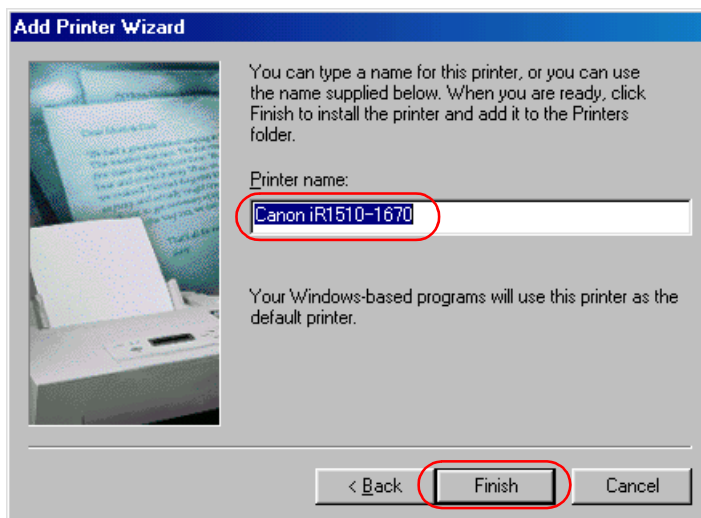 Add Printer Wizard
You can type a name for this printer, or you can use
the name supplied below. When you are ready, click
Finish to install the printer and add it to the Printers
folder.
Printer name:
Canon iR1510-1670
Your Windows-based programs will use this printer as the
default printer.
< Back
Finish
Cancel